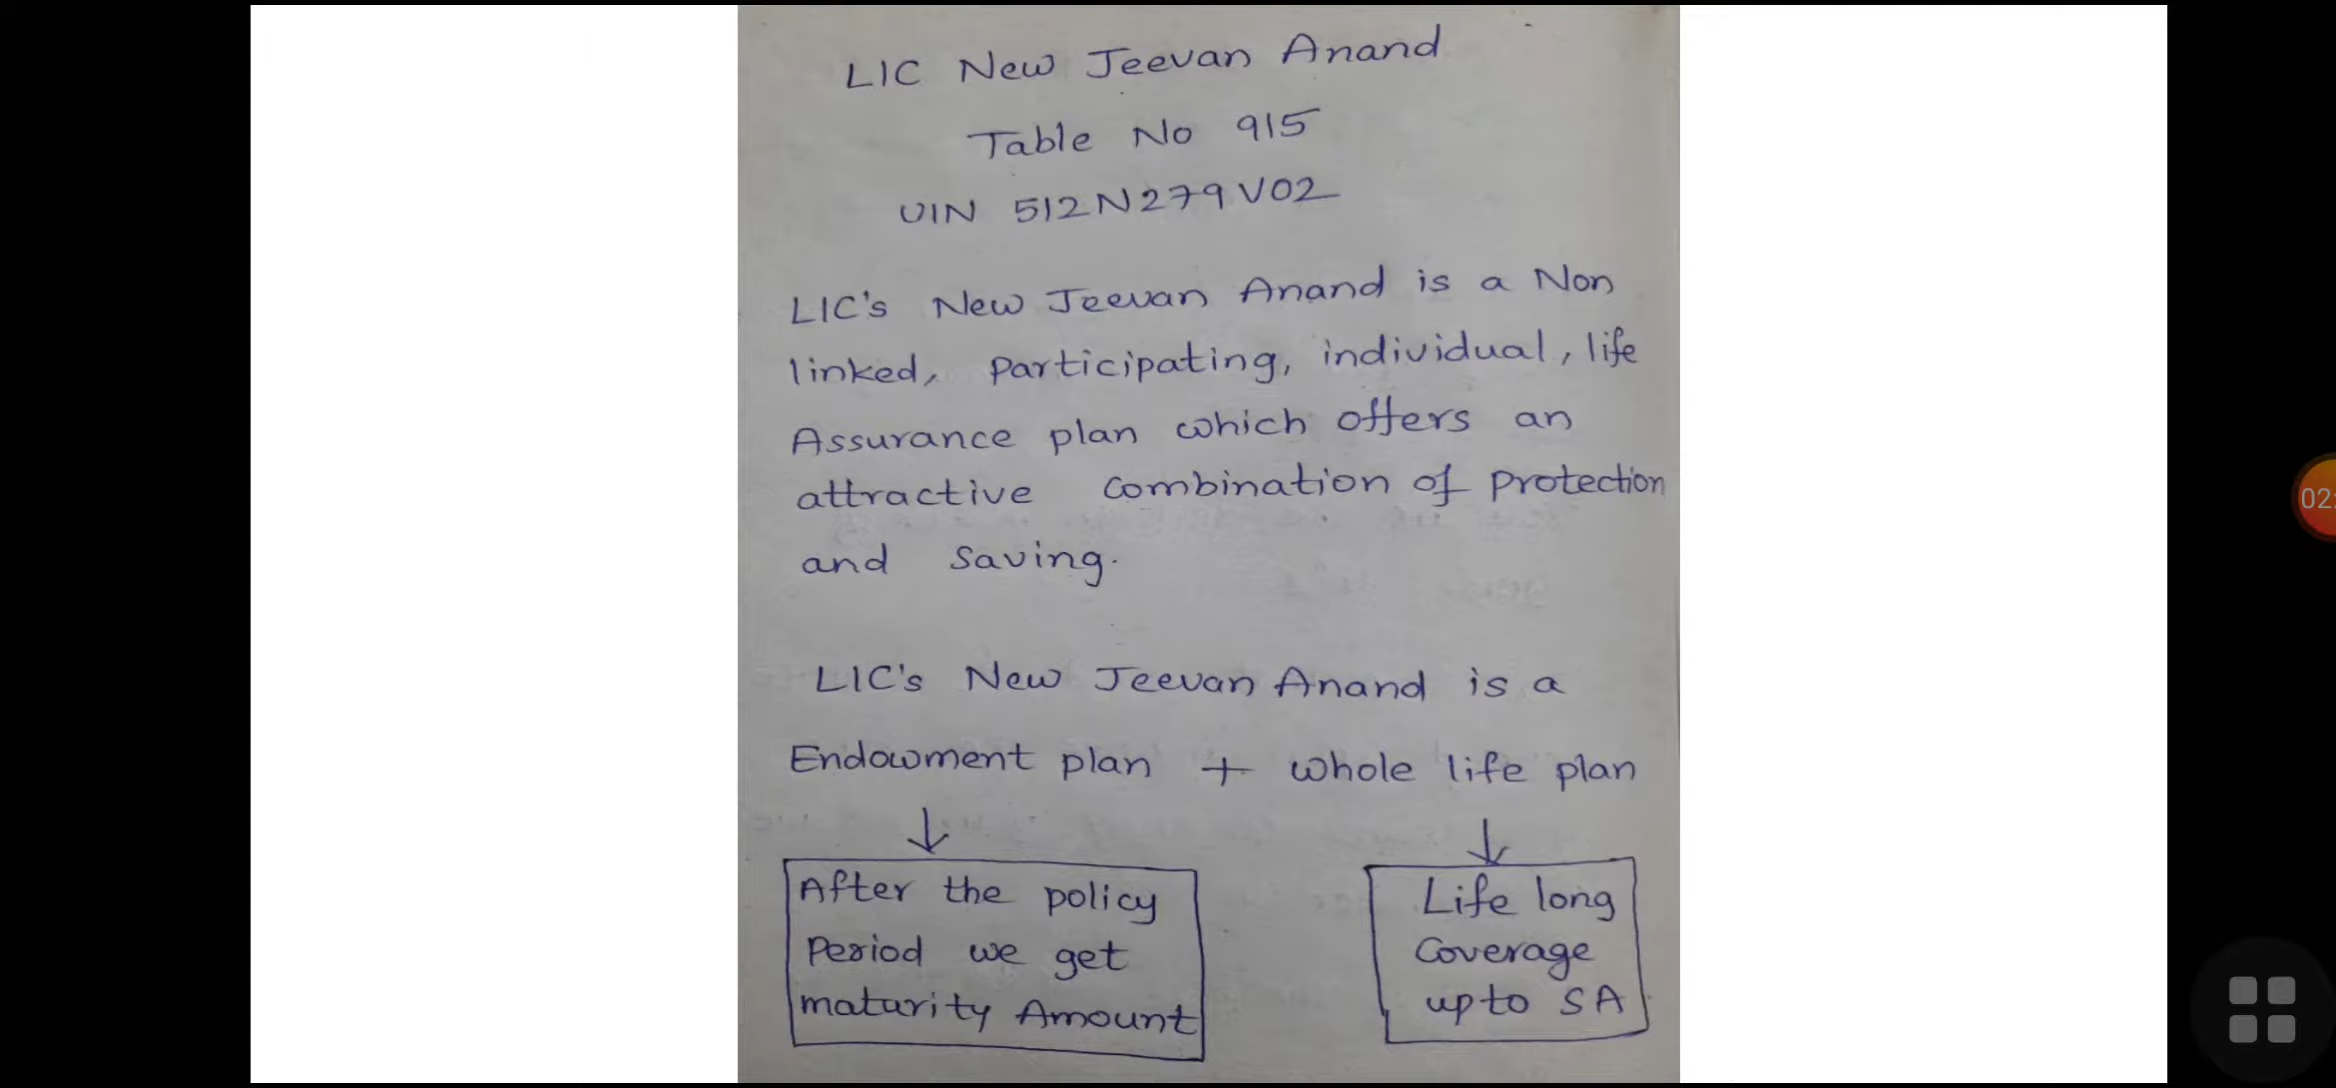 LIC New Jeevan Anand
Table No 915
UIN 512N279V02
LIC's New Jeevan Anand is a Non
linked, Participating, individual, life
Assurance plan which offers an
attractive combination of protection
and saving.
LIC's New Jeevan Anand is a
Endowment plan + whole life plan
↓ ↓
After the policy
Period we get
maturity Amount
Life long
Coverage
upto SA
02: